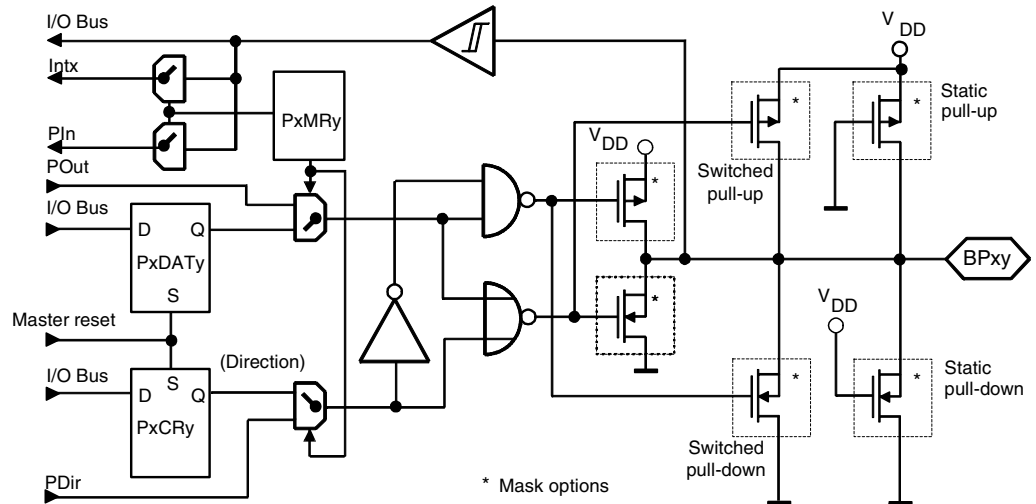 I/O Bus
V
DD
Intx
Static
pull-up
*
*
PxMRy
PIn
V
DD
POut
*
Switched
pull-up
I/O Bus
D
Q
PxDATy
BPxy
*
S
V
DD
Master reset
I/O Bus
(Direction)
S
D
Q
*
*
Static
pull-down
PxCRy
Switched
pull-down
PDir
* Mask options